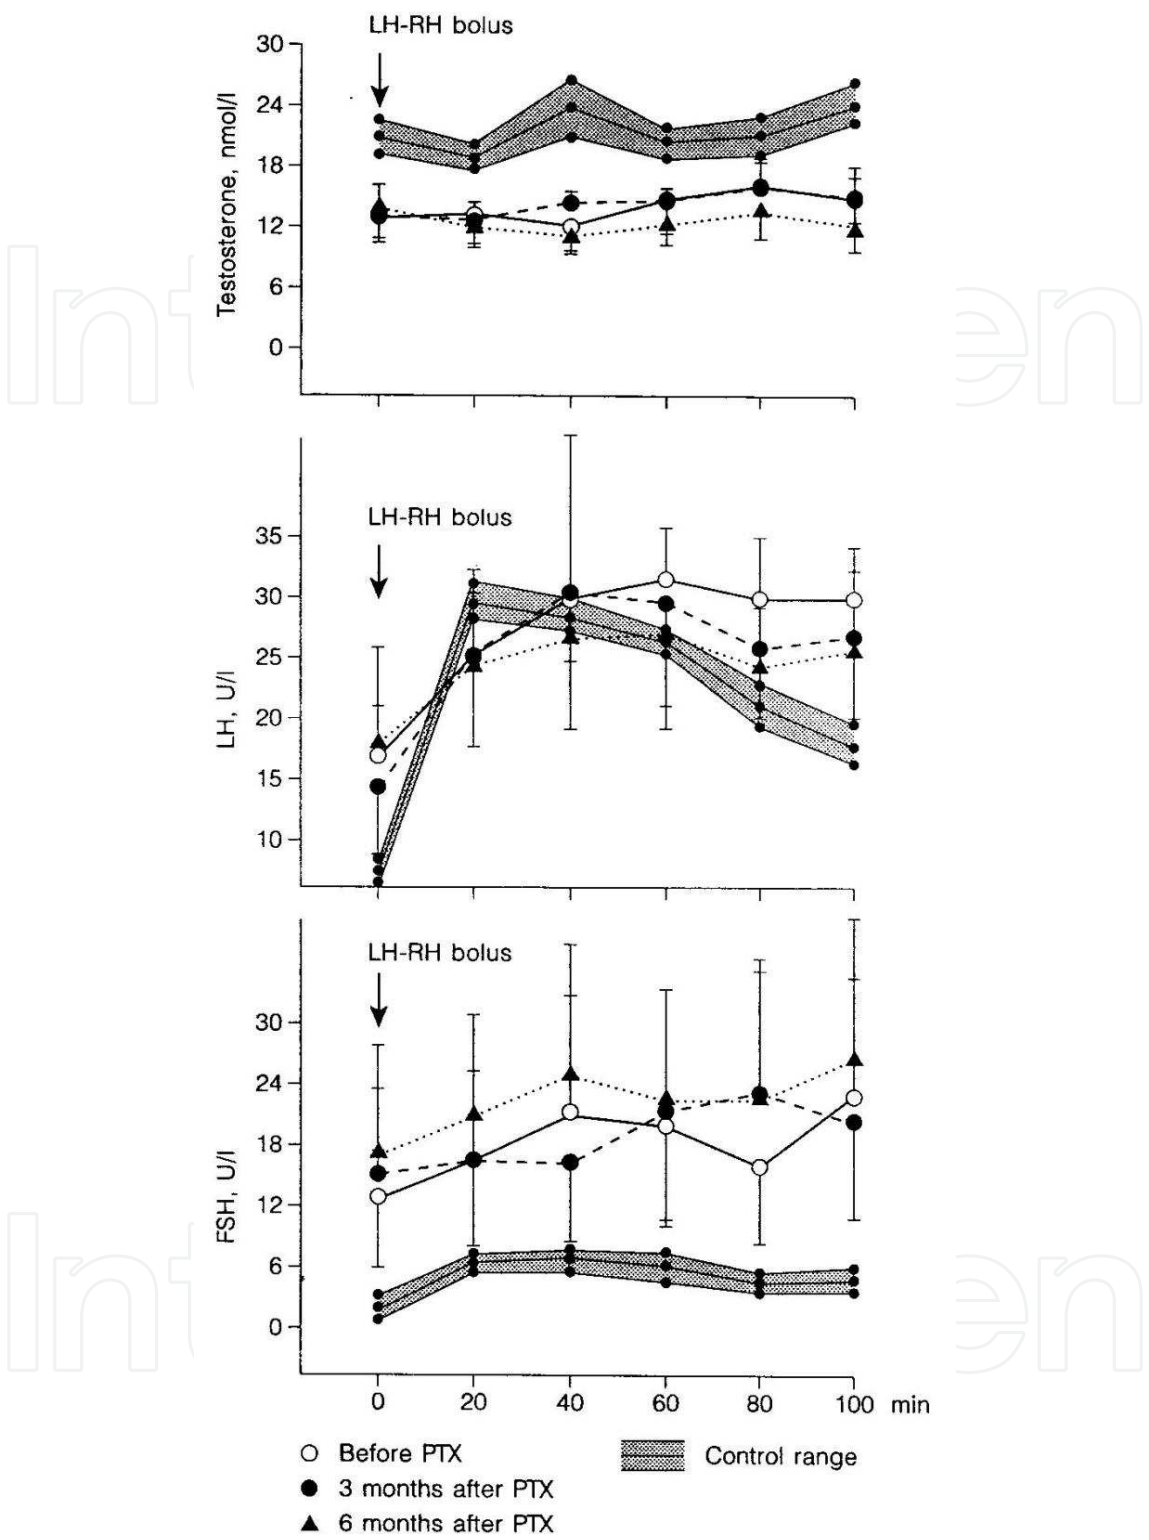 LH-RH bolus
30
24
18
12
6
0
Testosterone, nmol/l
LH-RH bolus
35
30
25
20
15
10
LH, U/l
LH-RH bolus
30
24
18
12
6
0
FSH, U/l
0 20 40 60 80 100 min
Before PTX
Control range
3 months after PTX
6 months after PTX